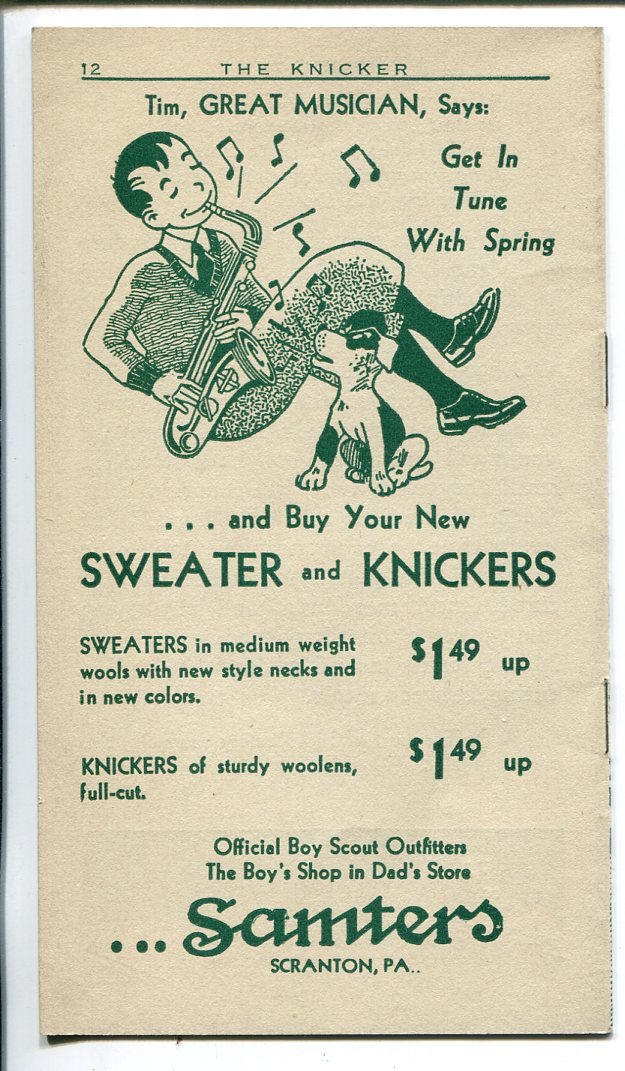 12
THE KNICKER
Tim, GREAT MUSICIAN, Says:
Get In
Tune
With Spring
. . . and Buy Your New
SWEATER and KNICKERS
SWEATERS in medium weight
wools with new style necks and
in new colors.
$1.49 up
KNICKERS of sturdy woolens,
full-cut.
$1.49 up
Official Boy Scout Outfitters
The Boy's Shop in Dad's Store
... Samters
SCRANTON, PA..